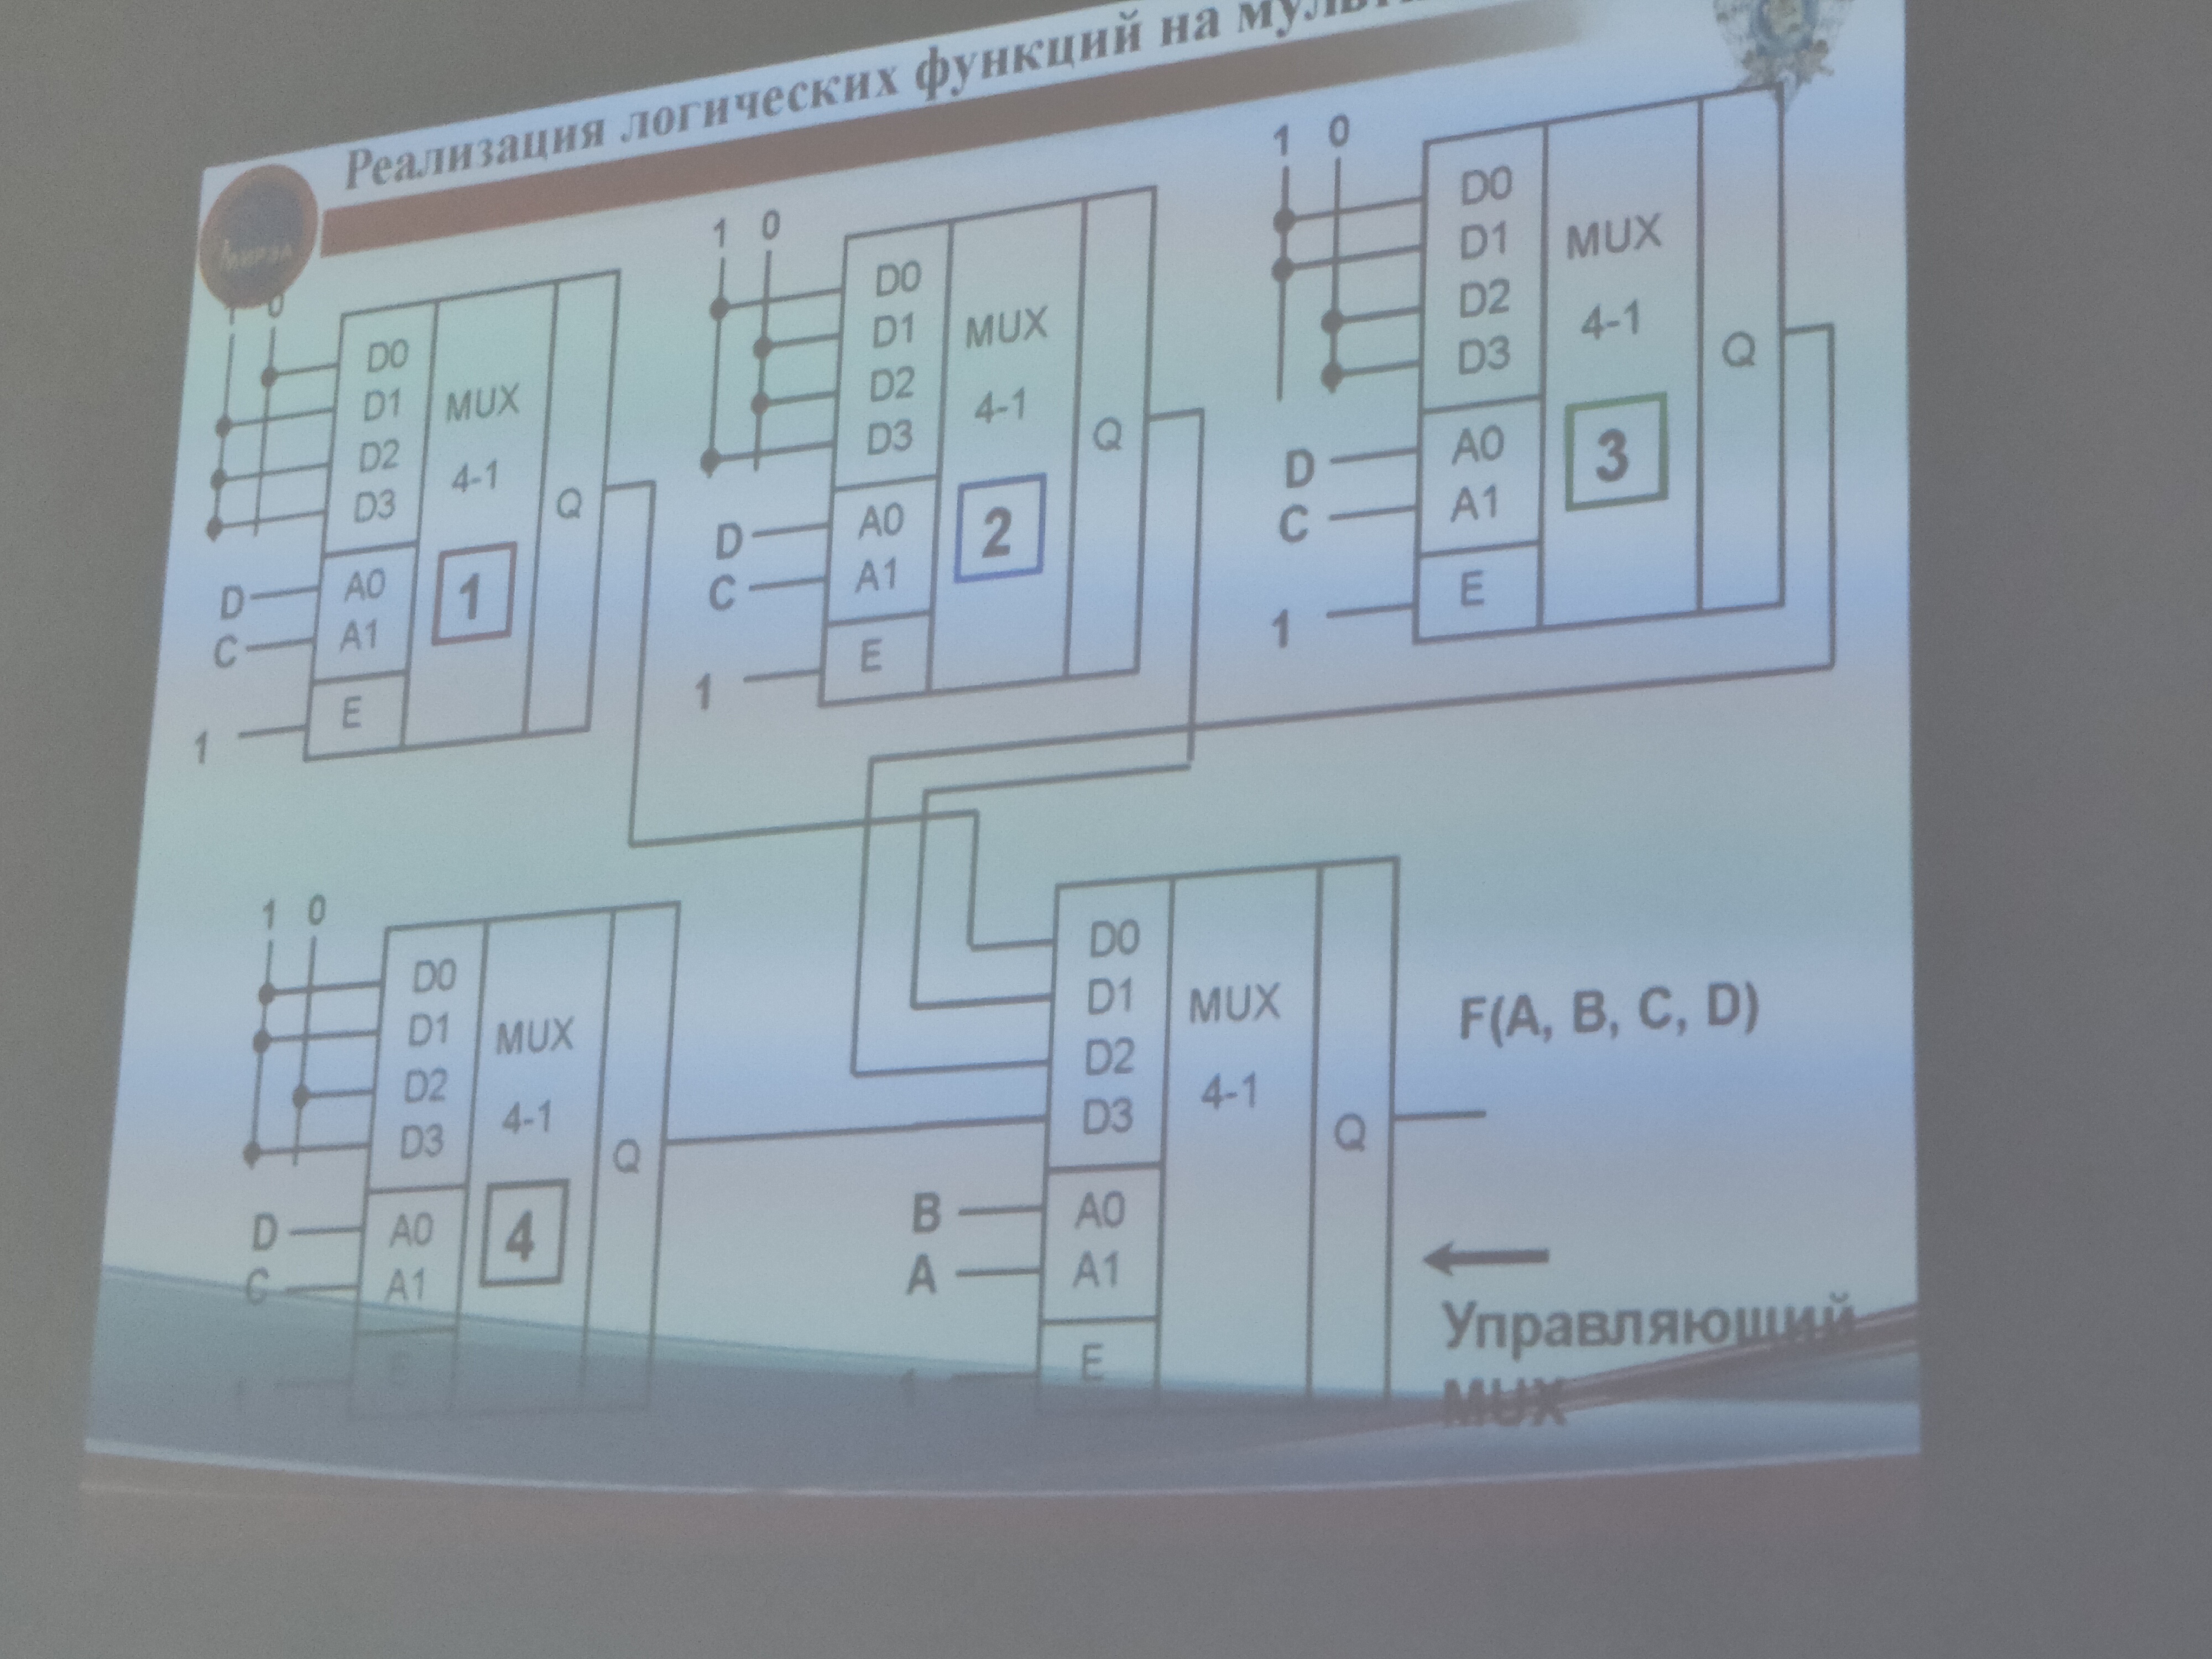 Реализация логических функций на
МИРЭА
1 0
D0
D1
D2
D3
A0
A1
E
MUX
4-1
1
Q
D
C
1
1 0
D0
D1
D2
D3
A0
A1
E
MUX
4-1
2
Q
D
C
1
1 0
D0
D1
D2
D3
A0
A1
E
MUX
4-1
3
Q
D
C
1
1 0
D0
D1
D2
D3
A0
A1
E
MUX
4-1
4
Q
D
C
1
D0
D1
D2
D3
A0
A1
E
MUX
4-1
Q
B
A
1
F(A, B, C, D)
Управляющий
MUX